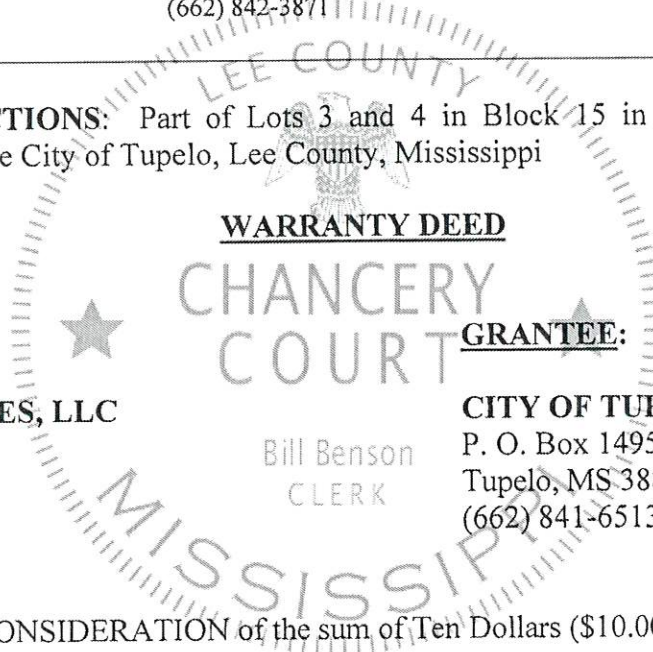 (662) 842-3871
LEE COUNTY
CTIONS: Part of Lots 3 and 4 in Block 15 in
e City of Tupelo, Lee County, Mississippi
WARRANTY DEED
CHANCERY
COURT
GRANTEE:
ES, LLC
CITY OF TUP
Bill Benson
P. O. Box 1495
CLERK
Tupelo, MS 38
(662) 841-6513
MISSISSIPPI
ONSIDERATION of the sum of Ten Dollars ($10.00